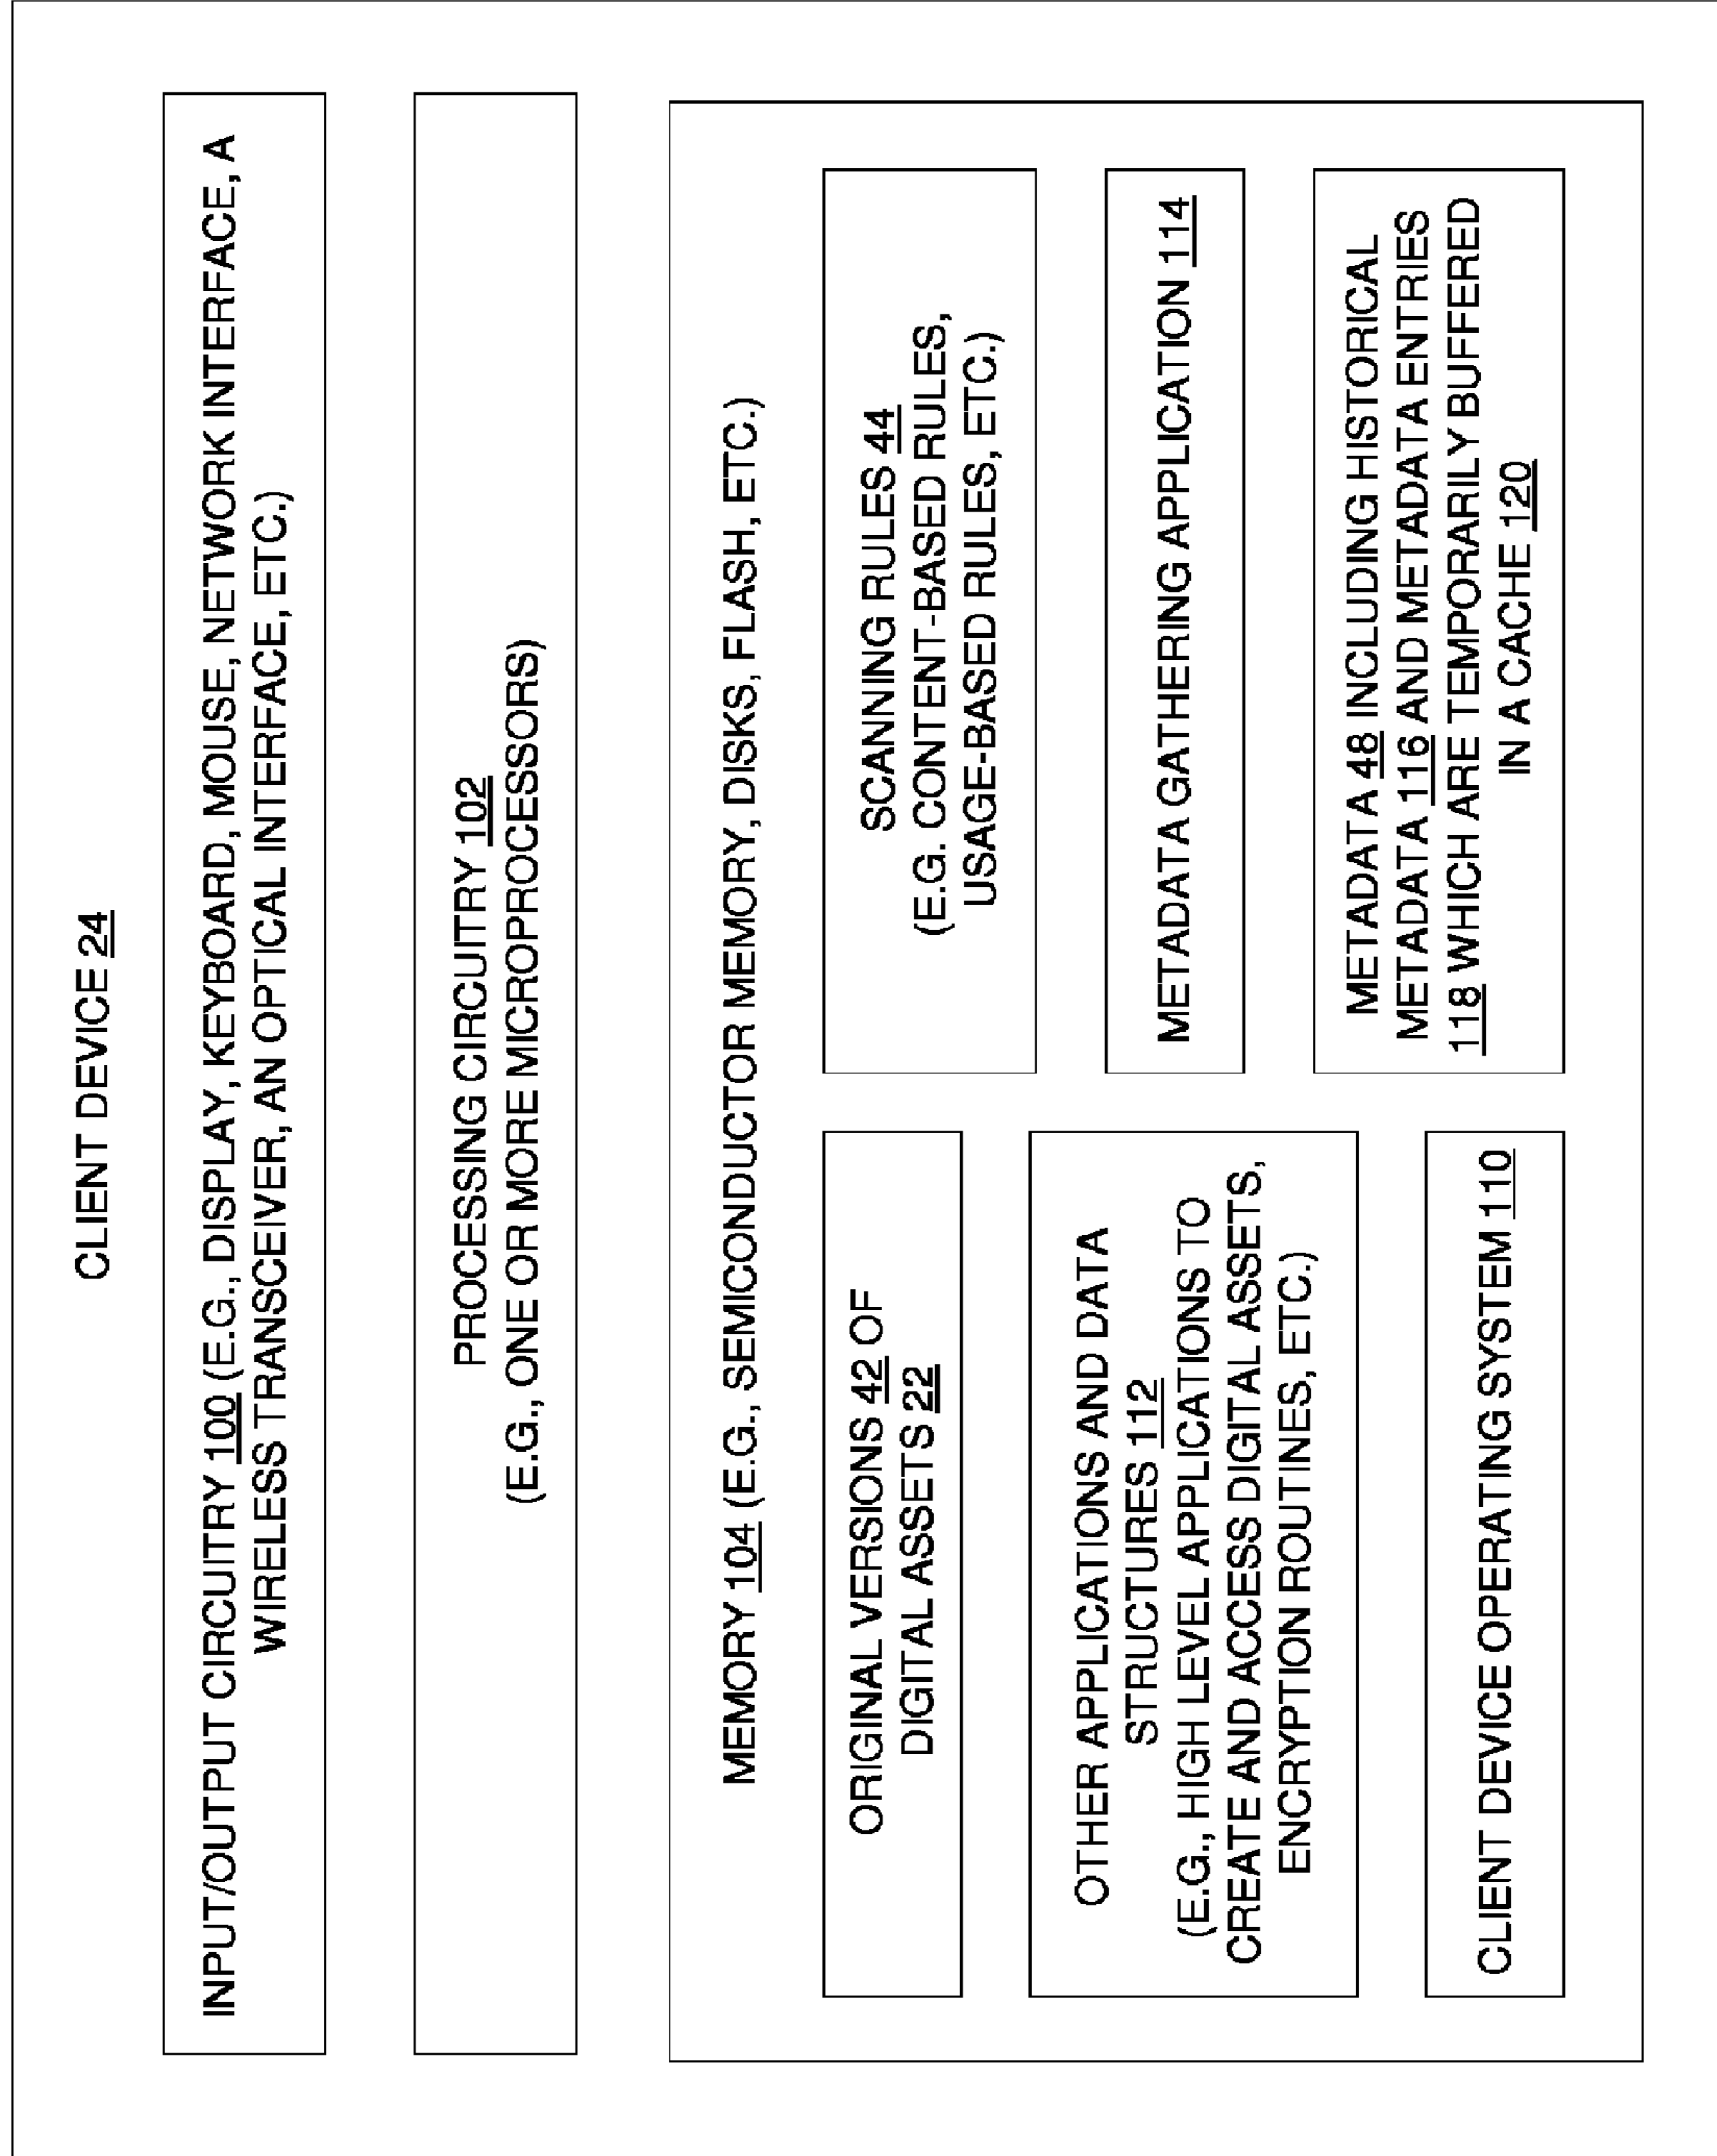 CLIENT DEVICE 24
INPUT/OUTPUT CIRCUITRY 100 (E.G., DISPLAY, KEYBOARD, MOUSE, NETWORK INTERFACE, A
WIRELESS TRANSCEIVER, AN OPTICAL INTERFACE, ETC.)
PROCESSING CIRCUITRY 102
(E.G., ONE OR MORE MICROPROCESSORS)
MEMORY 104 (E.G., SEMICONDUCTOR MEMORY, DISKS, FLASH, ETC.)
ORIGINAL VERSIONS 42 OF
DIGITAL ASSETS 22
OTHER APPLICATIONS AND DATA
STRUCTURES 112
(E.G., HIGH LEVEL APPLICATIONS TO
CREATE AND ACCESS DIGITAL ASSETS,
ENCRYPTION ROUTINES, ETC.)
CLIENT DEVICE OPERATING SYSTEM 110
SCANNING RULES 44
(E.G. CONTENT-BASED RULES,
USAGE-BASED RULES, ETC.)
METADATA GATHERING APPLICATION 114
METADATA 48 INCLUDING HISTORICAL
METADATA 116 AND METADATA ENTRIES
118 WHICH ARE TEMPORARILY BUFFERED
IN A CACHE 120